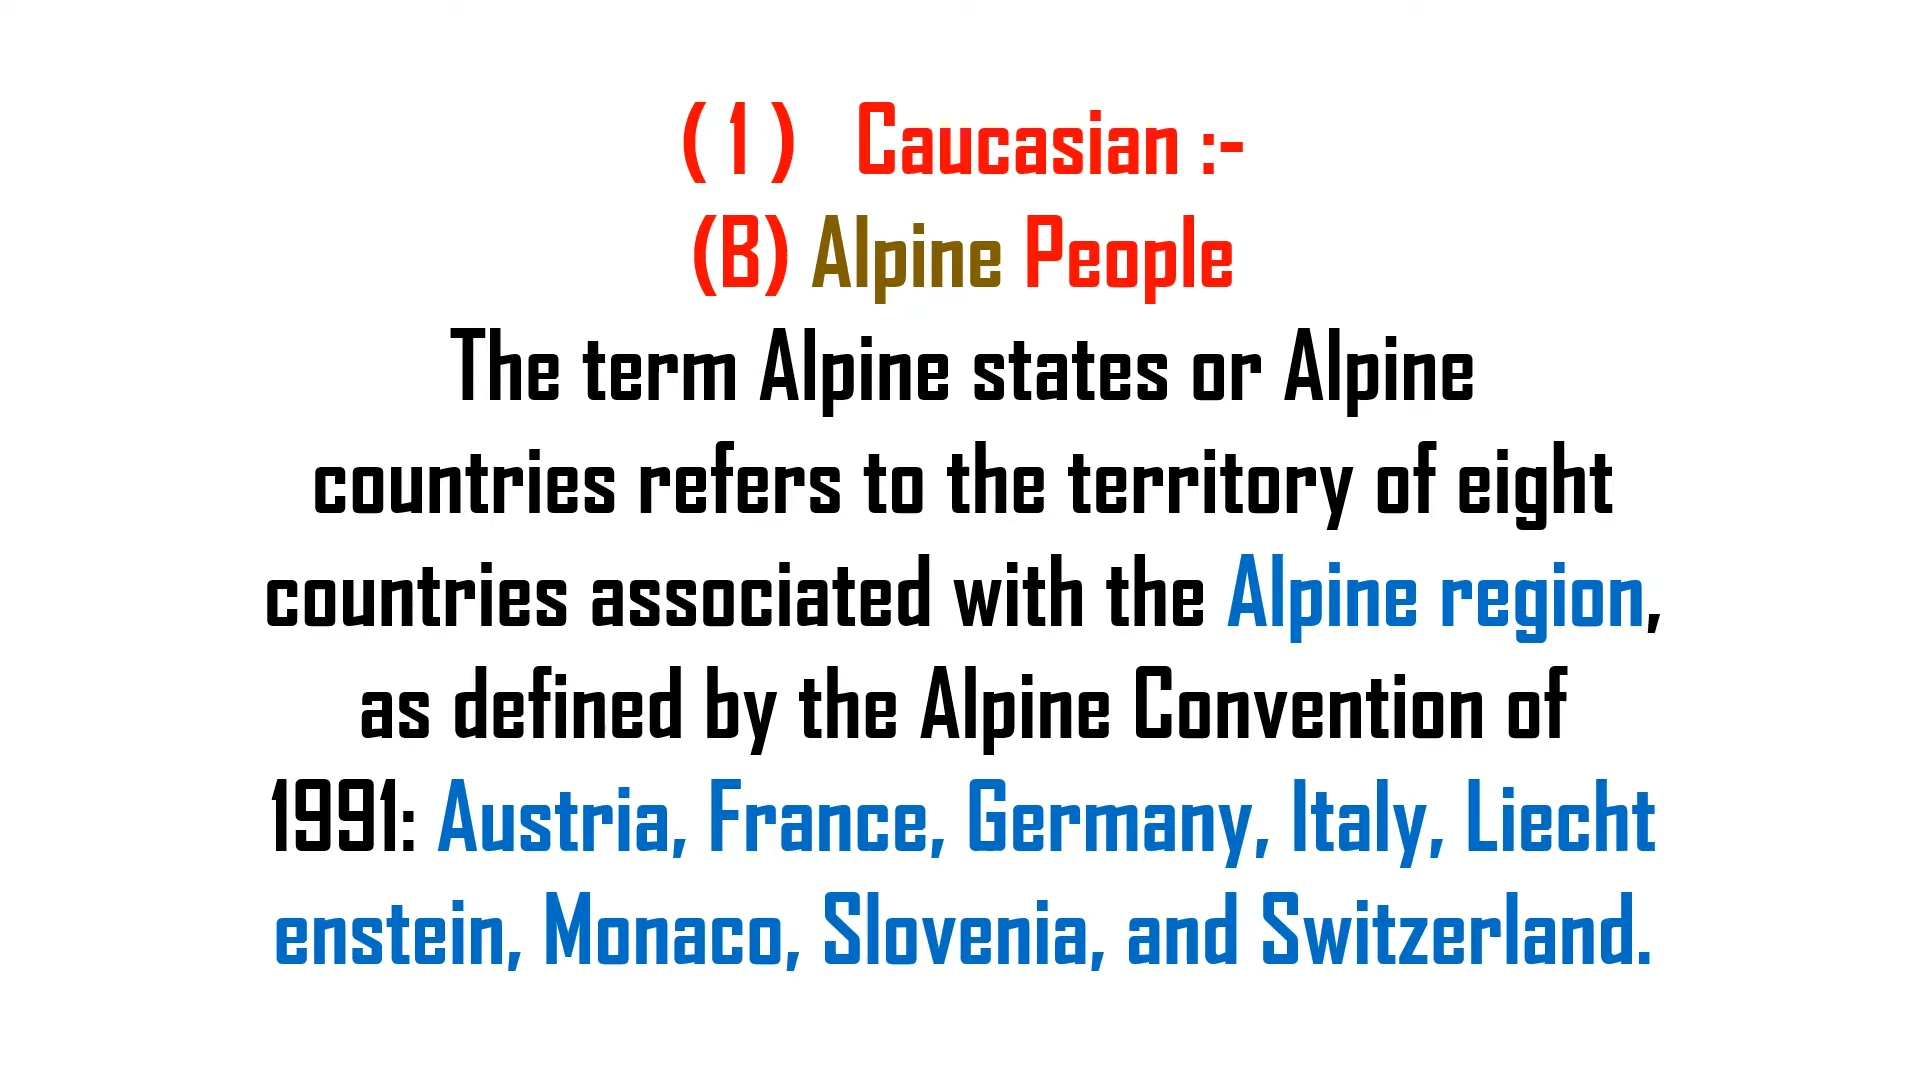 ( 1 ) Caucasian :-
(B) Alpine People
The term Alpine states or Alpine
countries refers to the territory of eight
countries associated with the Alpine region,
as defined by the Alpine Convention of
1991: Austria, France, Germany, Italy, Liecht
enstein, Monaco, Slovenia, and Switzerland.